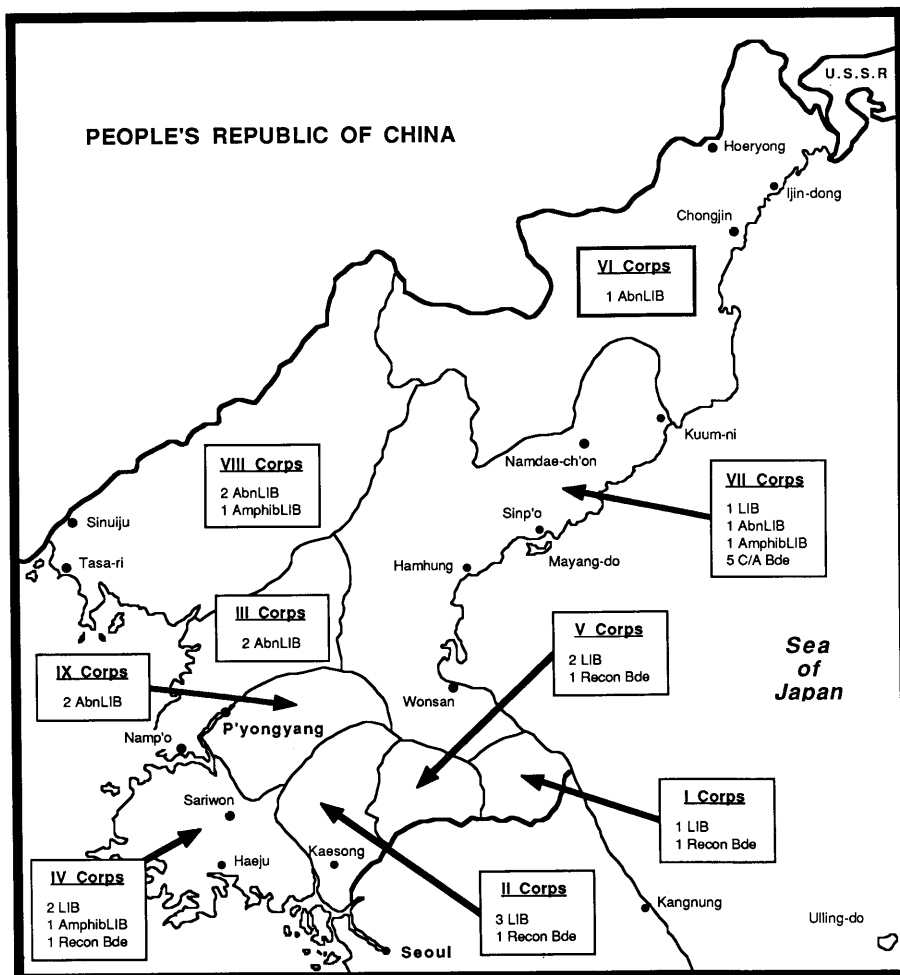 U.S.S.R
PEOPLE'S REPUBLIC OF CHINA
Hoeryong
Ijin-dong
Chongjin
VI Corps
1 AbnLIB
Kuum-ni
Namdae-ch'on
VIII Corps
2 AbnLIB
1 AmphibLIB
VII Corps
1 LIB
1 AbnLIB
1 AmphibLIB
5 C/A Bde
Sinuiju
Sinp'o
Tasa-ri
Hamhung
Mayang-do
III Corps
2 AbnLIB
V Corps
2 LIB
1 Recon Bde
Sea
of
Japan
IX Corps
2 AbnLIB
Wonsan
P'yongyang
Namp'o
I Corps
1 LIB
1 Recon Bde
Sariwon
Haeju
Kaesong
IV Corps
2 LIB
1 AmphibLIB
1 Recon Bde
II Corps
3 LIB
1 Recon Bde
Kangnung
Ulling-do
Seoul